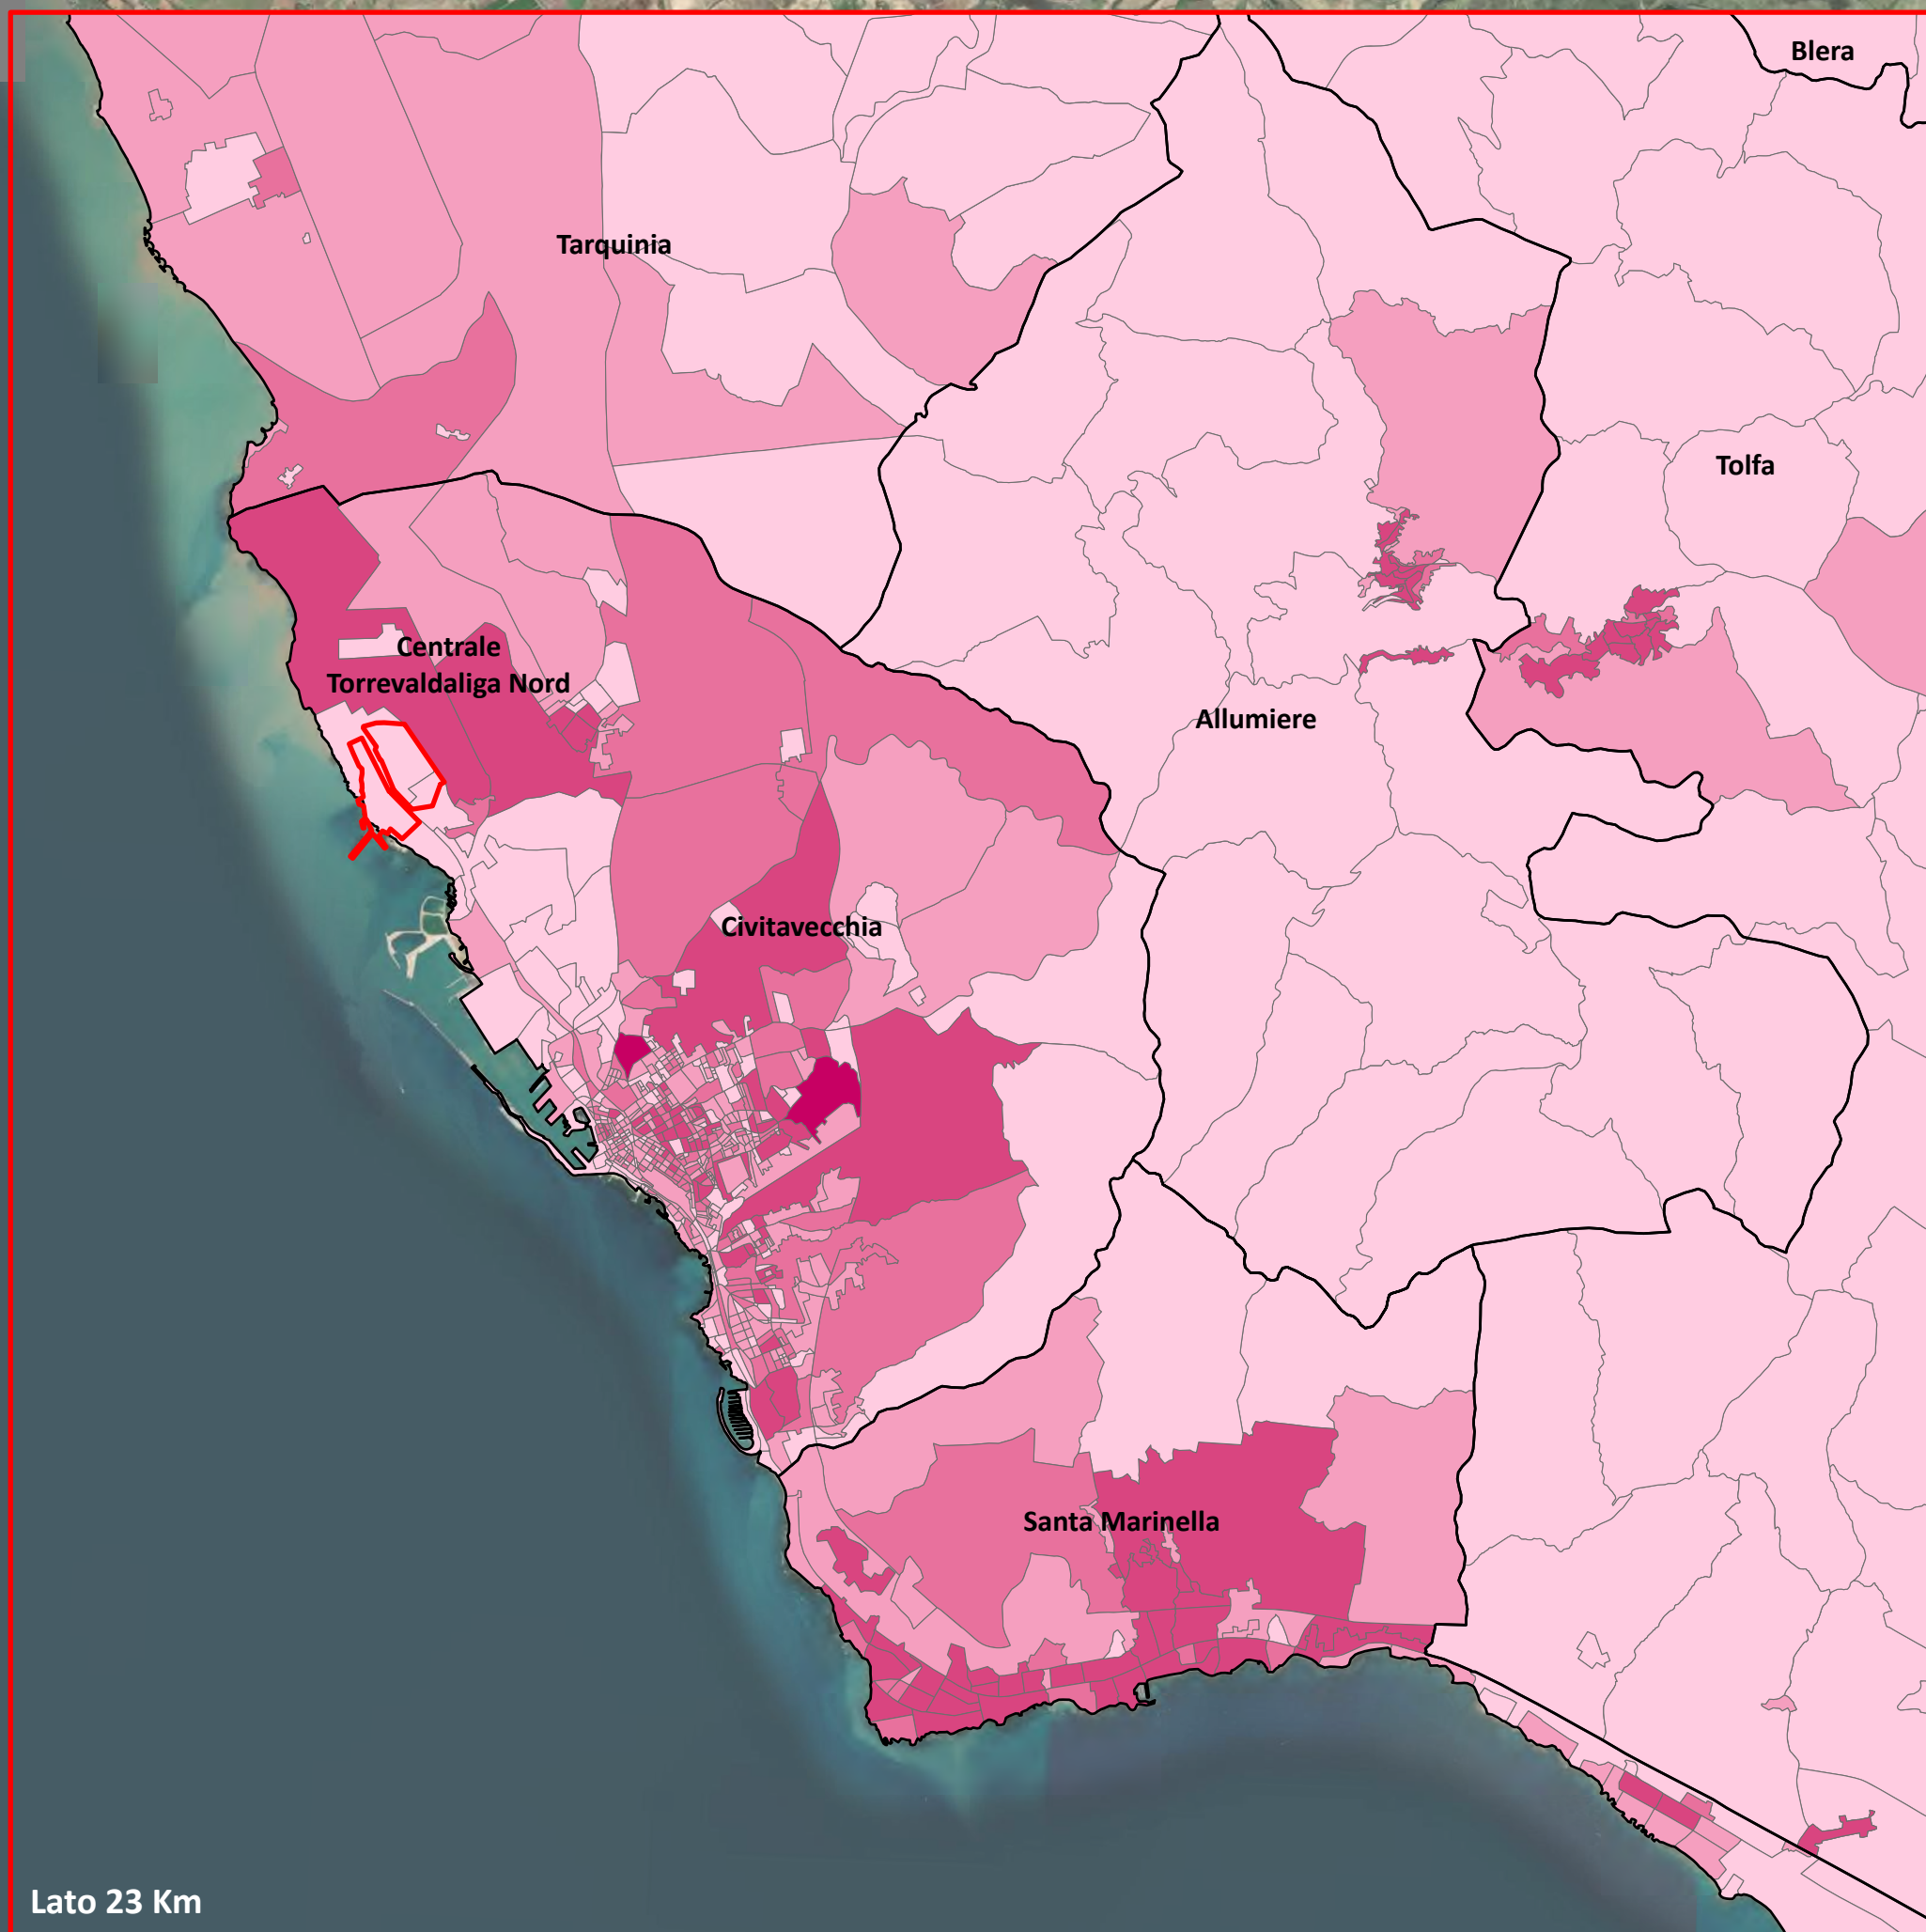 Blera
Tarquinia
Tolfa
Centrale
Torrevaldaliga Nord
Allumiere
Civitavecchia
Santa Marinella
Lato 23 Km